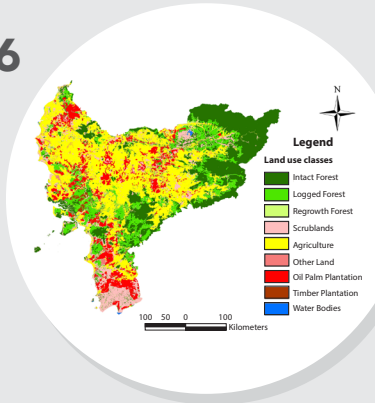 6
N
Legend
Land use classes
Intact Forest
Logged Forest
Regrowth Forest
Scrublands
Agriculture
Other Land
Oil Palm Plantation
Timber Plantation
Water Bodies
100 50 0 100
Kilometers